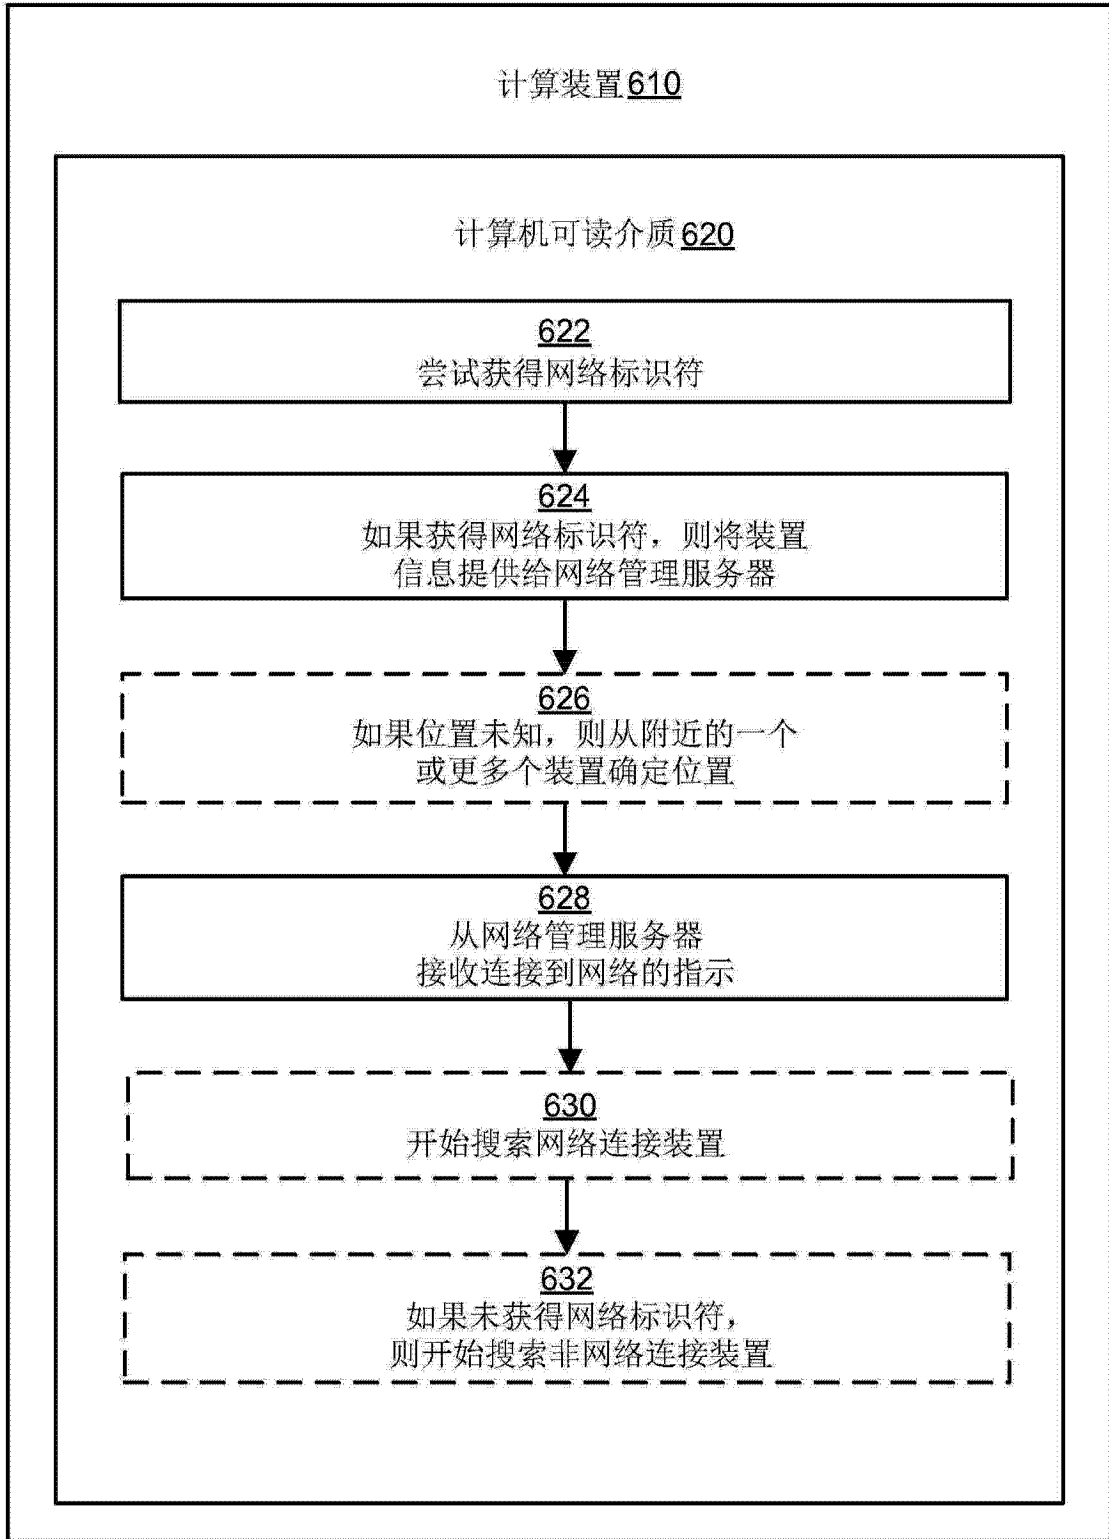 计算装置610
计算机可读介质620
622
尝试获得网络标识符
624
如果获得网络标识符，则将装置
信息提供给网络管理服务器
626
如果位置未知，则从附近的一个
或更多个装置确定位置
628
从网络管理服务器
接收连接到网络的指示
630
开始搜索网络连接装置
632
如果未获得网络标识符，
则开始搜索非网络连接装置